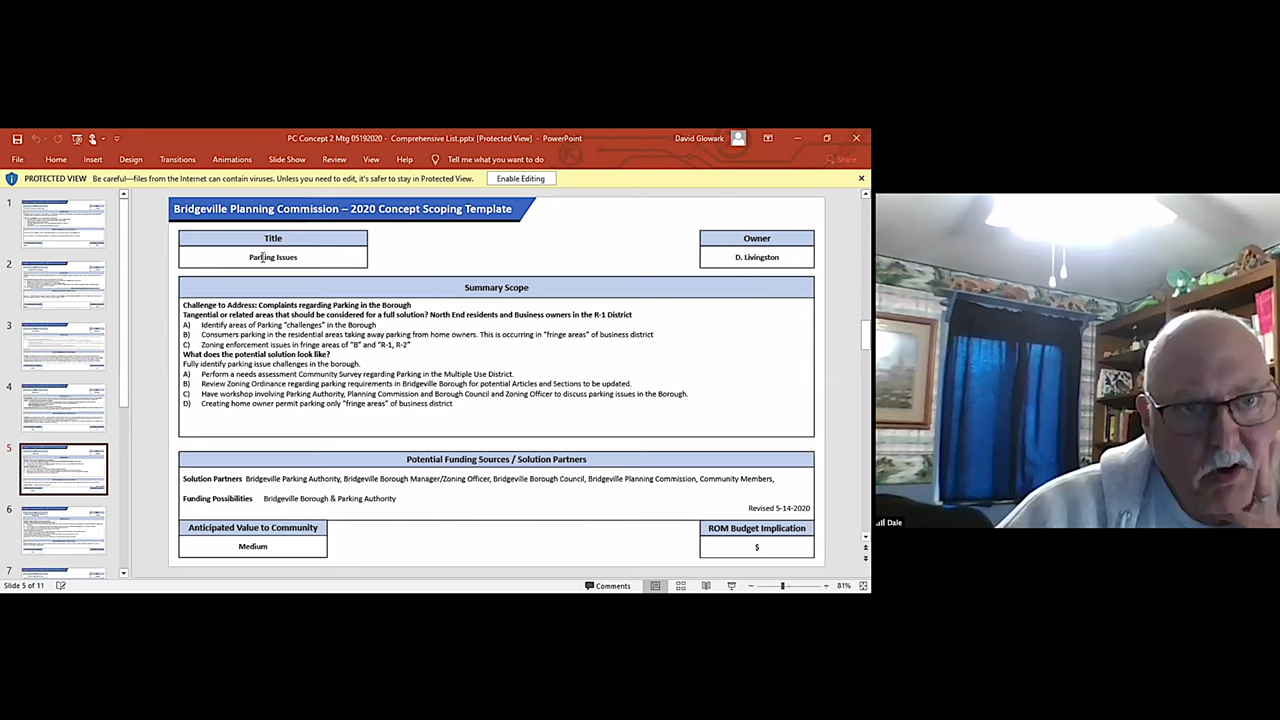 PC Concept 2 Mtg 05192020 - Comprehensive List.pptx [Protected View] - PowerPoint
David Glowark
File Home Insert Design Transitions Animations Slide Show Review View Help Tell me what you want to do Share
PROTECTED VIEW Be careful—files from the Internet can contain viruses. Unless you need to edit, it's safer to stay in Protected View. Enable Editing
1
2
3
4
5
6
7
Bridgeville Planning Commission – 2020 Concept Scoping Template
Title
Parking Issues
Owner
D. Livingston
Summary Scope
Challenge to Address: Complaints regarding Parking in the Borough
Tangential or related areas that should be considered for a full solution? North End residents and Business owners in the R-1 District
A) Identify areas of Parking "challenges" in the Borough
B) Consumers parking in the residential areas taking away parking from home owners. This is occurring in "fringe areas" of business district
C) Zoning enforcement issues in fringe areas of "B" and "R-1, R-2"
What does the potential solution look like?
Fully identify parking issue challenges in the borough.
A) Perform a needs assessment Community Survey regarding Parking in the Multiple Use District.
B) Review Zoning Ordinance regarding parking requirements in Bridgeville Borough for potential Articles and Sections to be updated.
C) Have workshop involving Parking Authority, Planning Commission and Borough Council and Zoning Officer to discuss parking issues in the Borough.
D) Creating home owner permit parking only "fringe areas" of business district
Potential Funding Sources / Solution Partners
Solution Partners Bridgeville Parking Authority, Bridgeville Borough Manager/Zoning Officer, Bridgeville Borough Council, Bridgeville Planning Commission, Community Members,
Funding Possibilities Bridgeville Borough & Parking Authority
Revised 5-14-2020
Anticipated Value to Community
Medium
ROM Budget Implication
$
Slide 5 of 11
Comments
81%
Dale